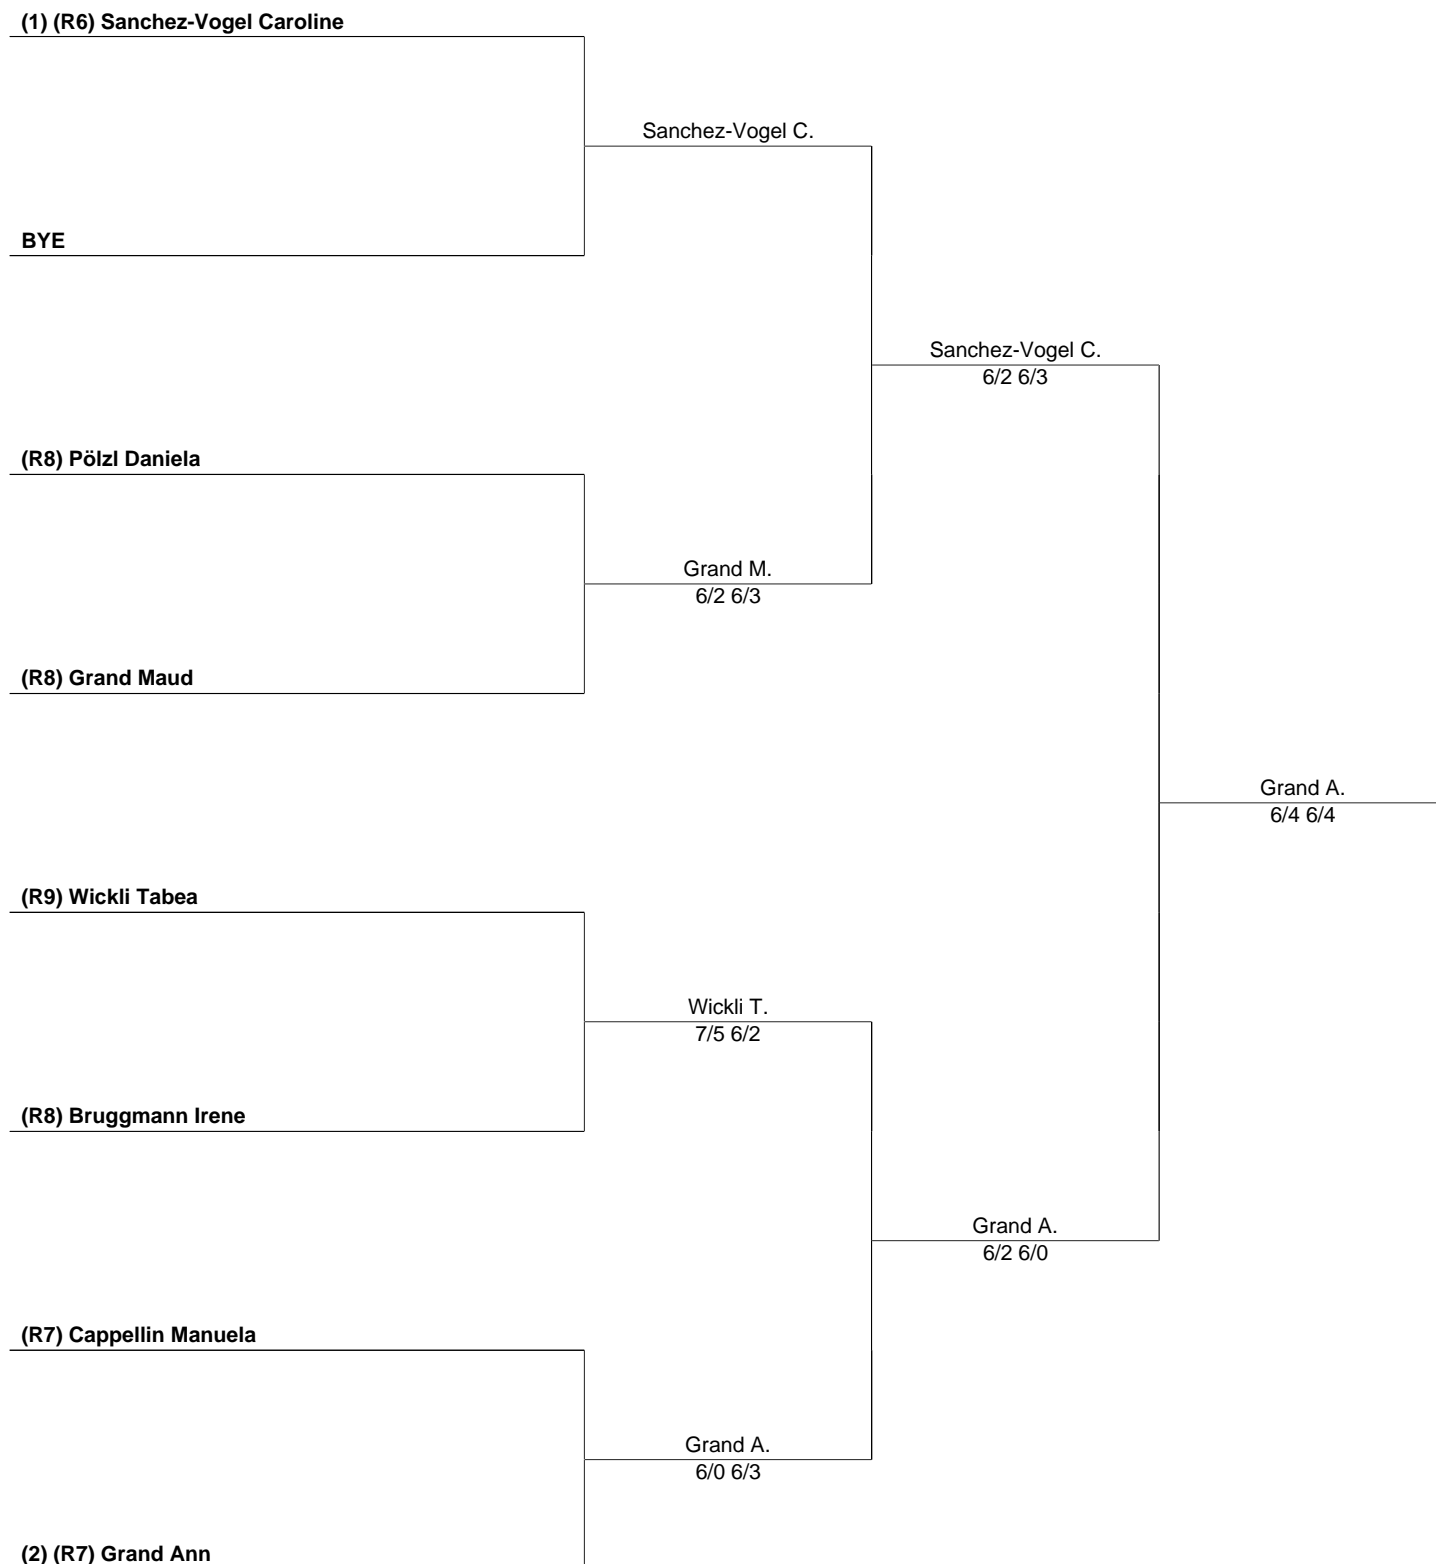 (1) (R6) Sanchez-Vogel Caroline
Sanchez-Vogel C.
BYE
Sanchez-Vogel C.
6/2 6/3
(R8) Pölzl Daniela
Grand M.
6/2 6/3
(R8) Grand Maud
Grand A.
6/4 6/4
(R9) Wickli Tabea
Wickli T.
7/5 6/2
(R8) Bruggmann Irene
Grand A.
6/2 6/0
(R7) Cappellin Manuela
Grand A.
6/0 6/3
(2) (R7) Grand Ann